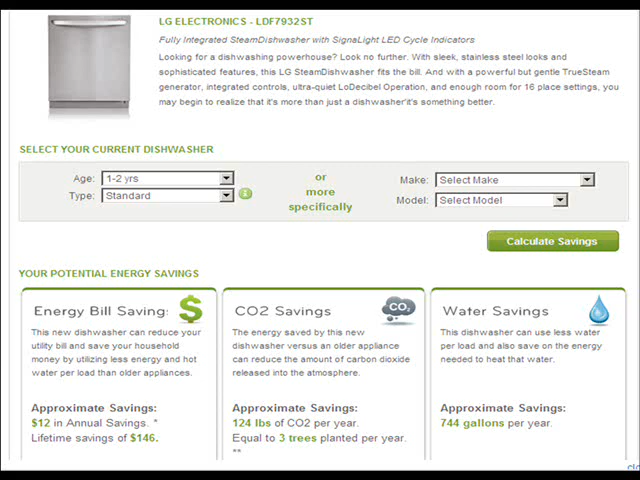 LG ELECTRONICS - LDF7932ST
Fully Integrated SteamDishwasher with SignaLight LED Cycle Indicators
Looking for a dishwashing powerhouse? Look no further. With sleek, stainless steel looks and
sophisticated features, this LG SteamDishwasher fits the bill. And with a powerful but gentle TrueSteam
generator, integrated controls, ultra-quiet LoDecibel Operation, and enough room for 16 place settings, you
may begin to realize that it's more than just a dishwasher'it's something better.
SELECT YOUR CURRENT DISHWASHER
Age: 1-2 yrs
Type: Standard
i
or
more
specifically
Make: Select Make
Model: Select Model
Calculate Savings
YOUR POTENTIAL ENERGY SAVINGS
Energy Bill Saving:
$
This new dishwasher can reduce your
utility bill and save your household
money by utilizing less energy and hot
water per load than older appliances.
Approximate Savings:
$12 in Annual Savings. *
Lifetime savings of $146.
CO2 Savings
CO2
The energy saved by this new
dishwasher versus an older appliance
can reduce the amount of carbon dioxide
released into the atmosphere.
Approximate Savings:
124 lbs of CO2 per year.
Equal to 3 trees planted per year.
**
Water Savings
This dishwasher can use less water
per load and also save on the energy
needed to heat that water.
Approximate Savings:
744 gallons per year.